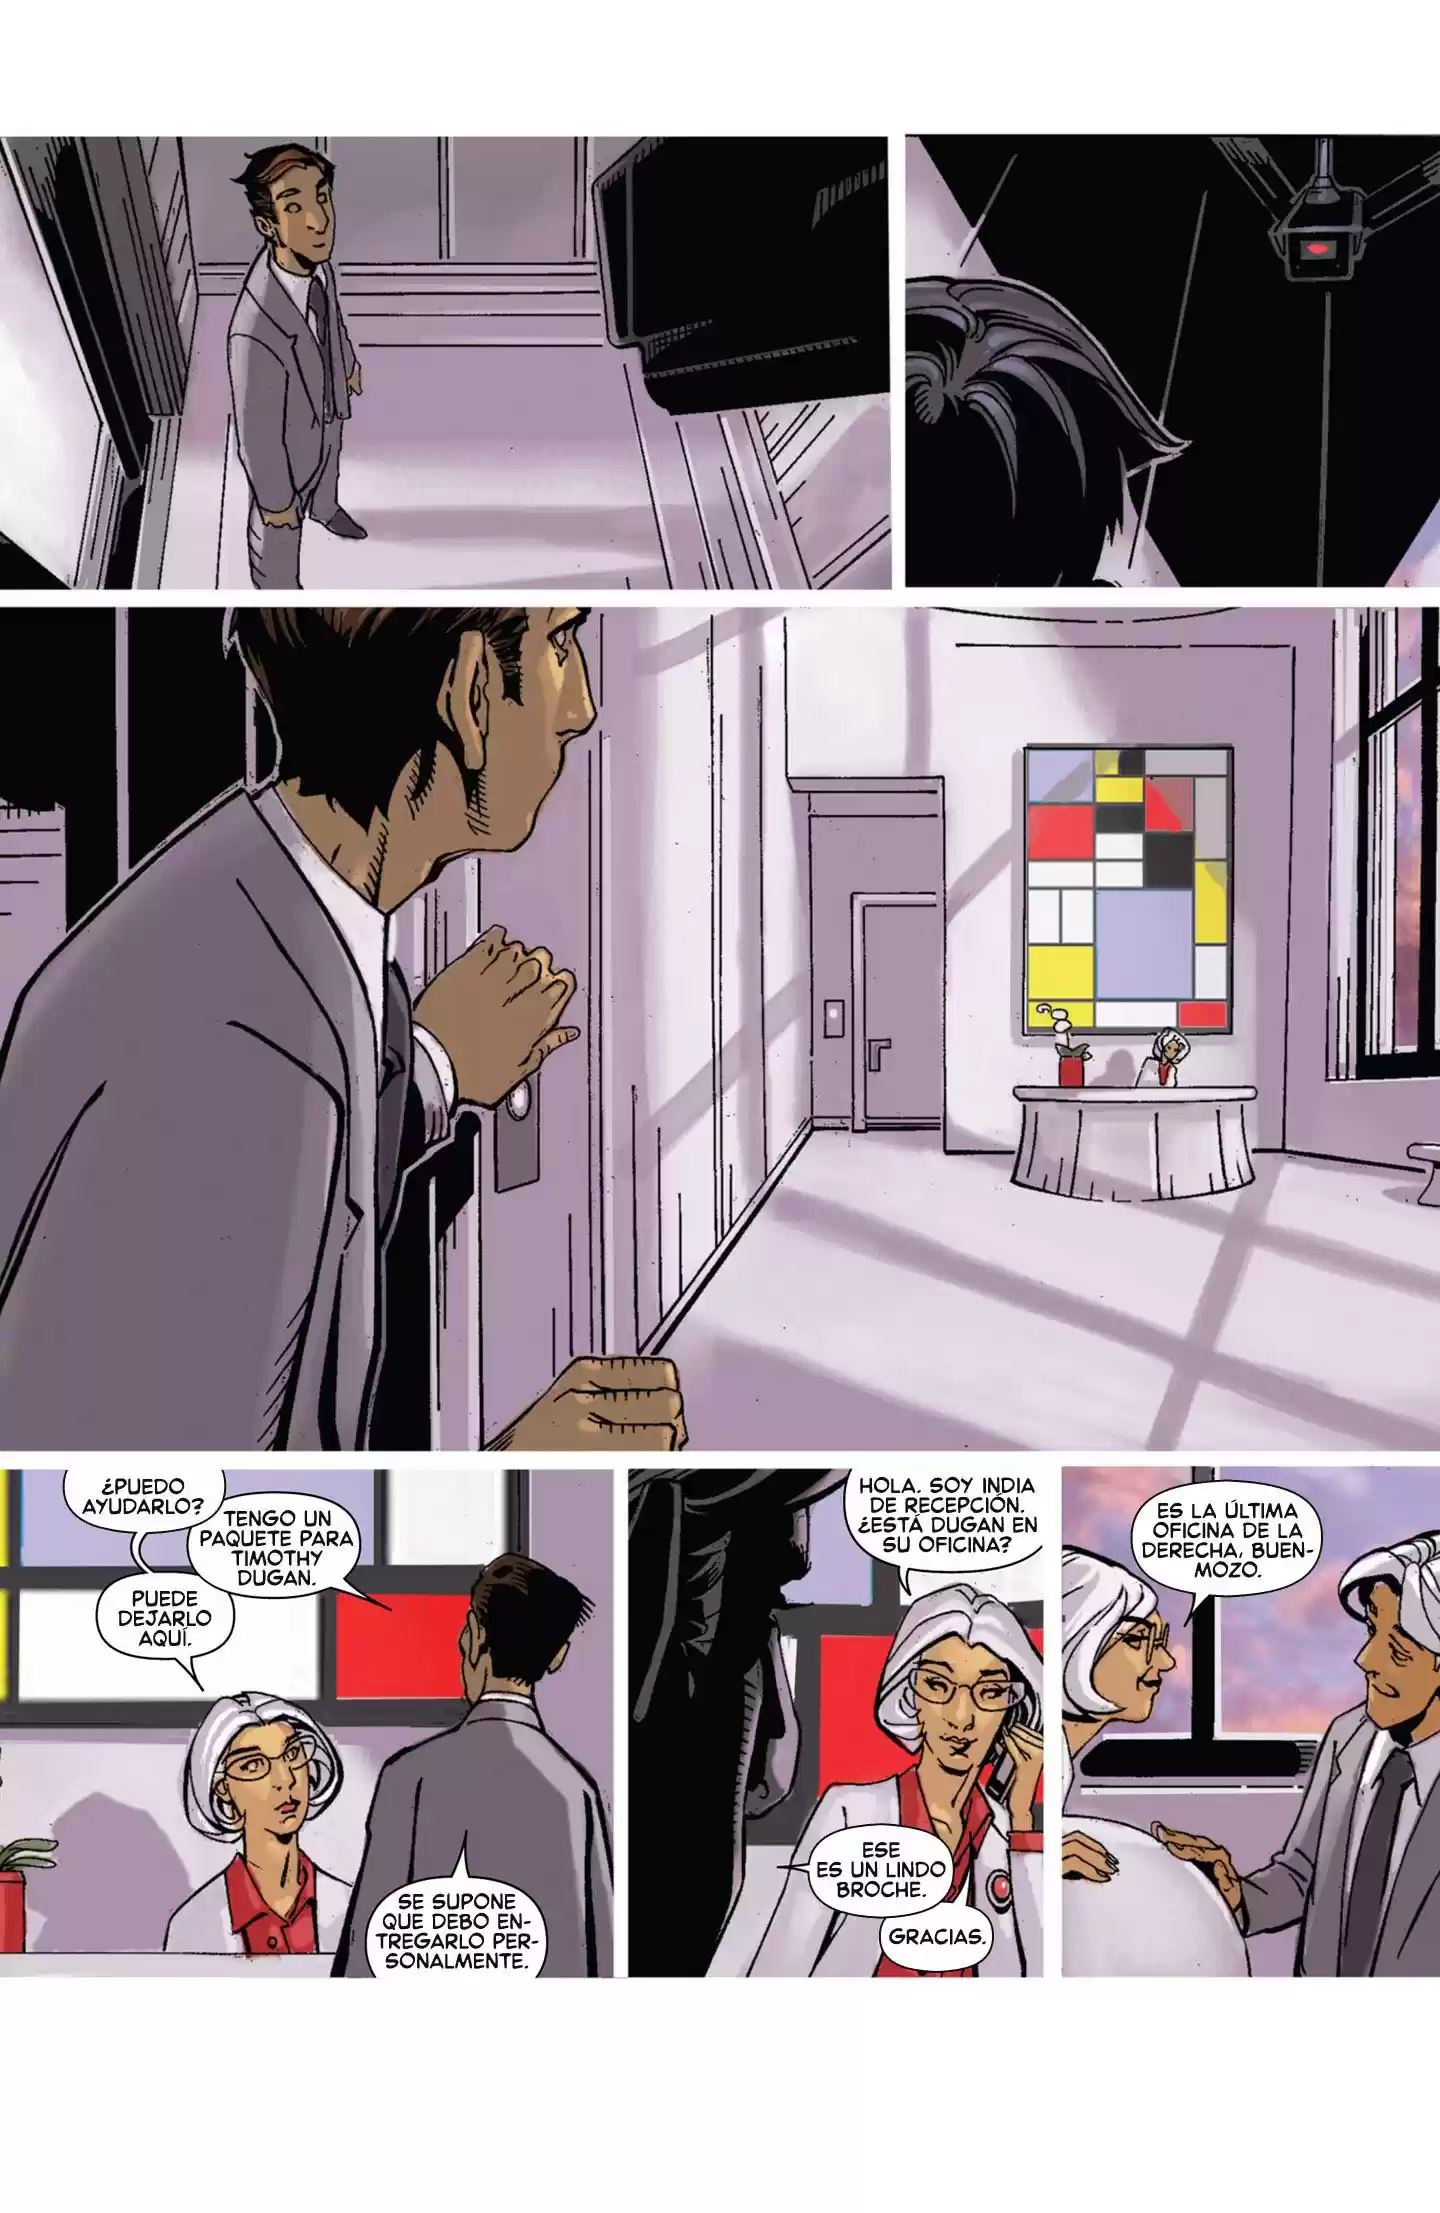 ¿PUEDO
AYUDARLO?
TENGO UN
PAQUETE PARA
TIMOTHY
DUGAN.
PUEDE
DEJARLO
AQUÍ.
SE SUPONE
QUE DEBO EN-
TREGARLO PER-
SONALMENTE.
HOLA. SOY INDIA
DE RECEPCIÓN.
¿ESTÁ DUGAN EN
SU OFICINA?
ESE
ES UN LINDO
BROCHE.
GRACIAS.
ES LA ÚLTIMA
OFICINA DE LA
DERECHA, BUEN-
MOZO.